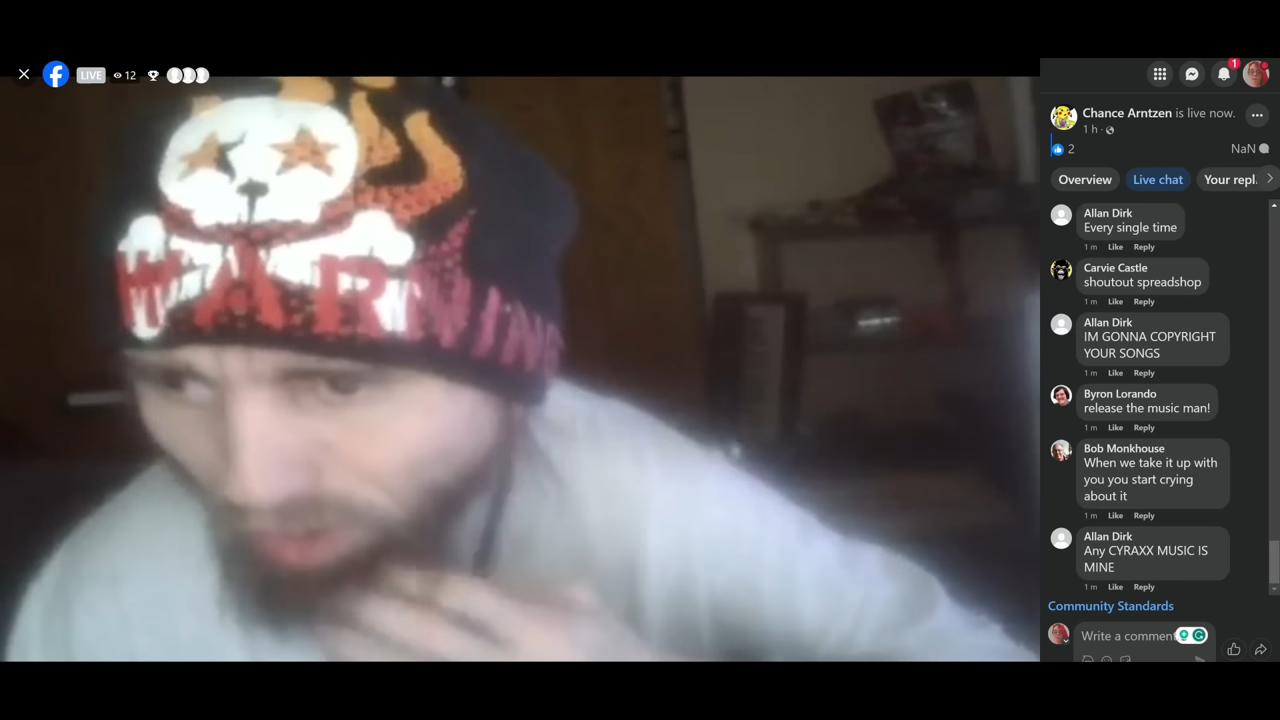 LIVE 12
WARNING
1
Chance Arntzen is live now.
1 h ·
2
NaN
Overview
Live chat
Your repl.
Allan Dirk
Every single time
1 m Like Reply
Carvie Castle
shoutout spreadshop
1 m Like Reply
Allan Dirk
IM GONNA COPYRIGHT
YOUR SONGS
1 m Like Reply
Byron Lorando
release the music man!
1 m Like Reply
Bob Monkhouse
When we take it up with
you you start crying
about it
1 m Like Reply
Allan Dirk
Any CYRAXX MUSIC IS
MINE
1 m Like Reply
Community Standards
Write a comment